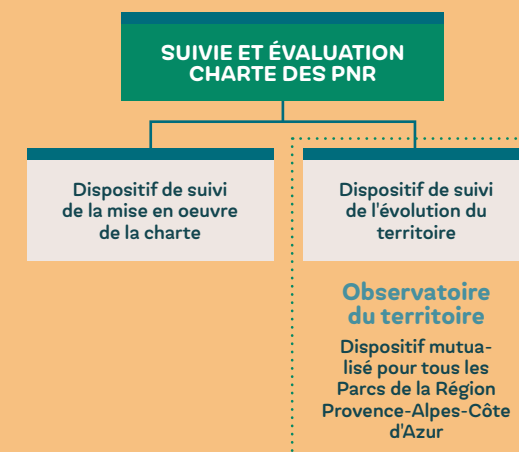 SUIVIE ET ÉVALUATION
CHARTE DES PNR
Dispositif de suivi
de la mise en oeuvre
de la charte
Dispositif de suivi
de l'évolution du
territoire
Observatoire
du territoire
Dispositif mutua-
lisé pour tous les
Parcs de la Région
Provence-Alpes-Côte
d'Azur